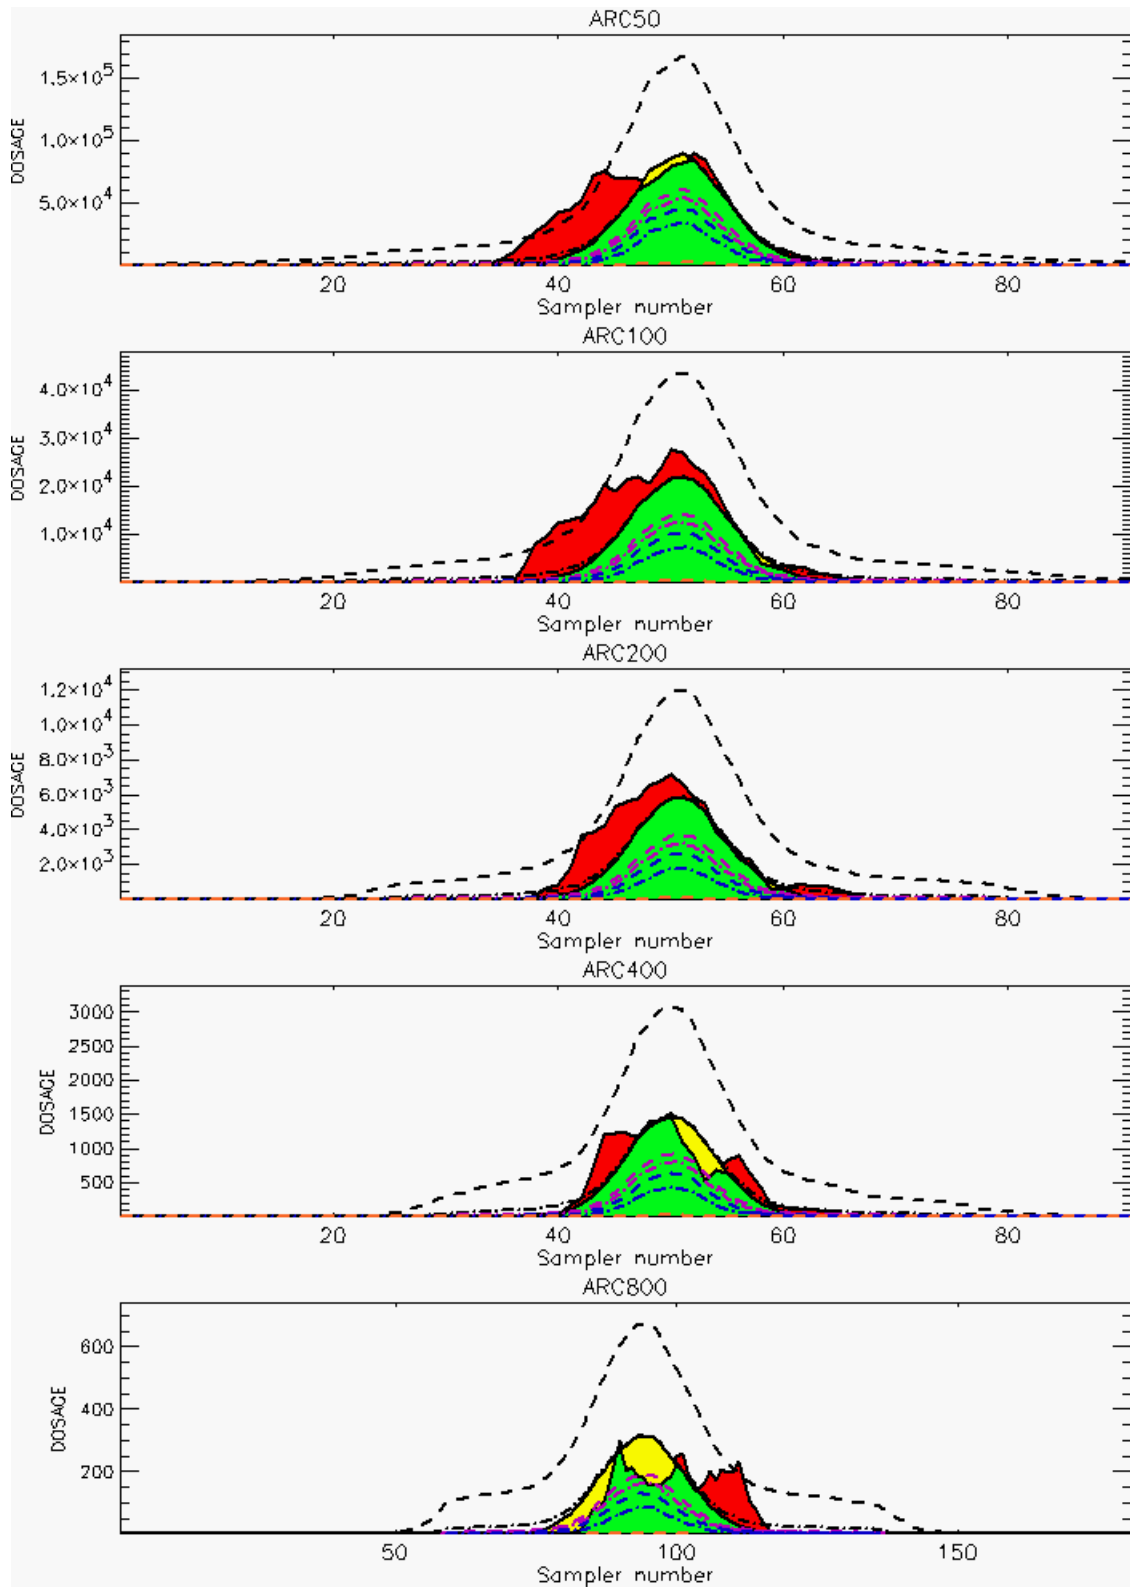 ARC50
1.5×10^5
1.0×10^5
5.0×10^4
DOSAGE
20 40 60 80
Sampler number
ARC100
4.0×10^4
3.0×10^4
2.0×10^4
1.0×10^4
DOSAGE
20 40 60 80
Sampler number
ARC200
1.2×10^4
1.0×10^4
8.0×10^3
6.0×10^3
4.0×10^3
2.0×10^3
DOSAGE
20 40 60 80
Sampler number
ARC400
3000
2500
2000
1500
1000
500
DOSAGE
20 40 60 80
Sampler number
ARC800
600
400
200
DOSAGE
50 100 150
Sampler number